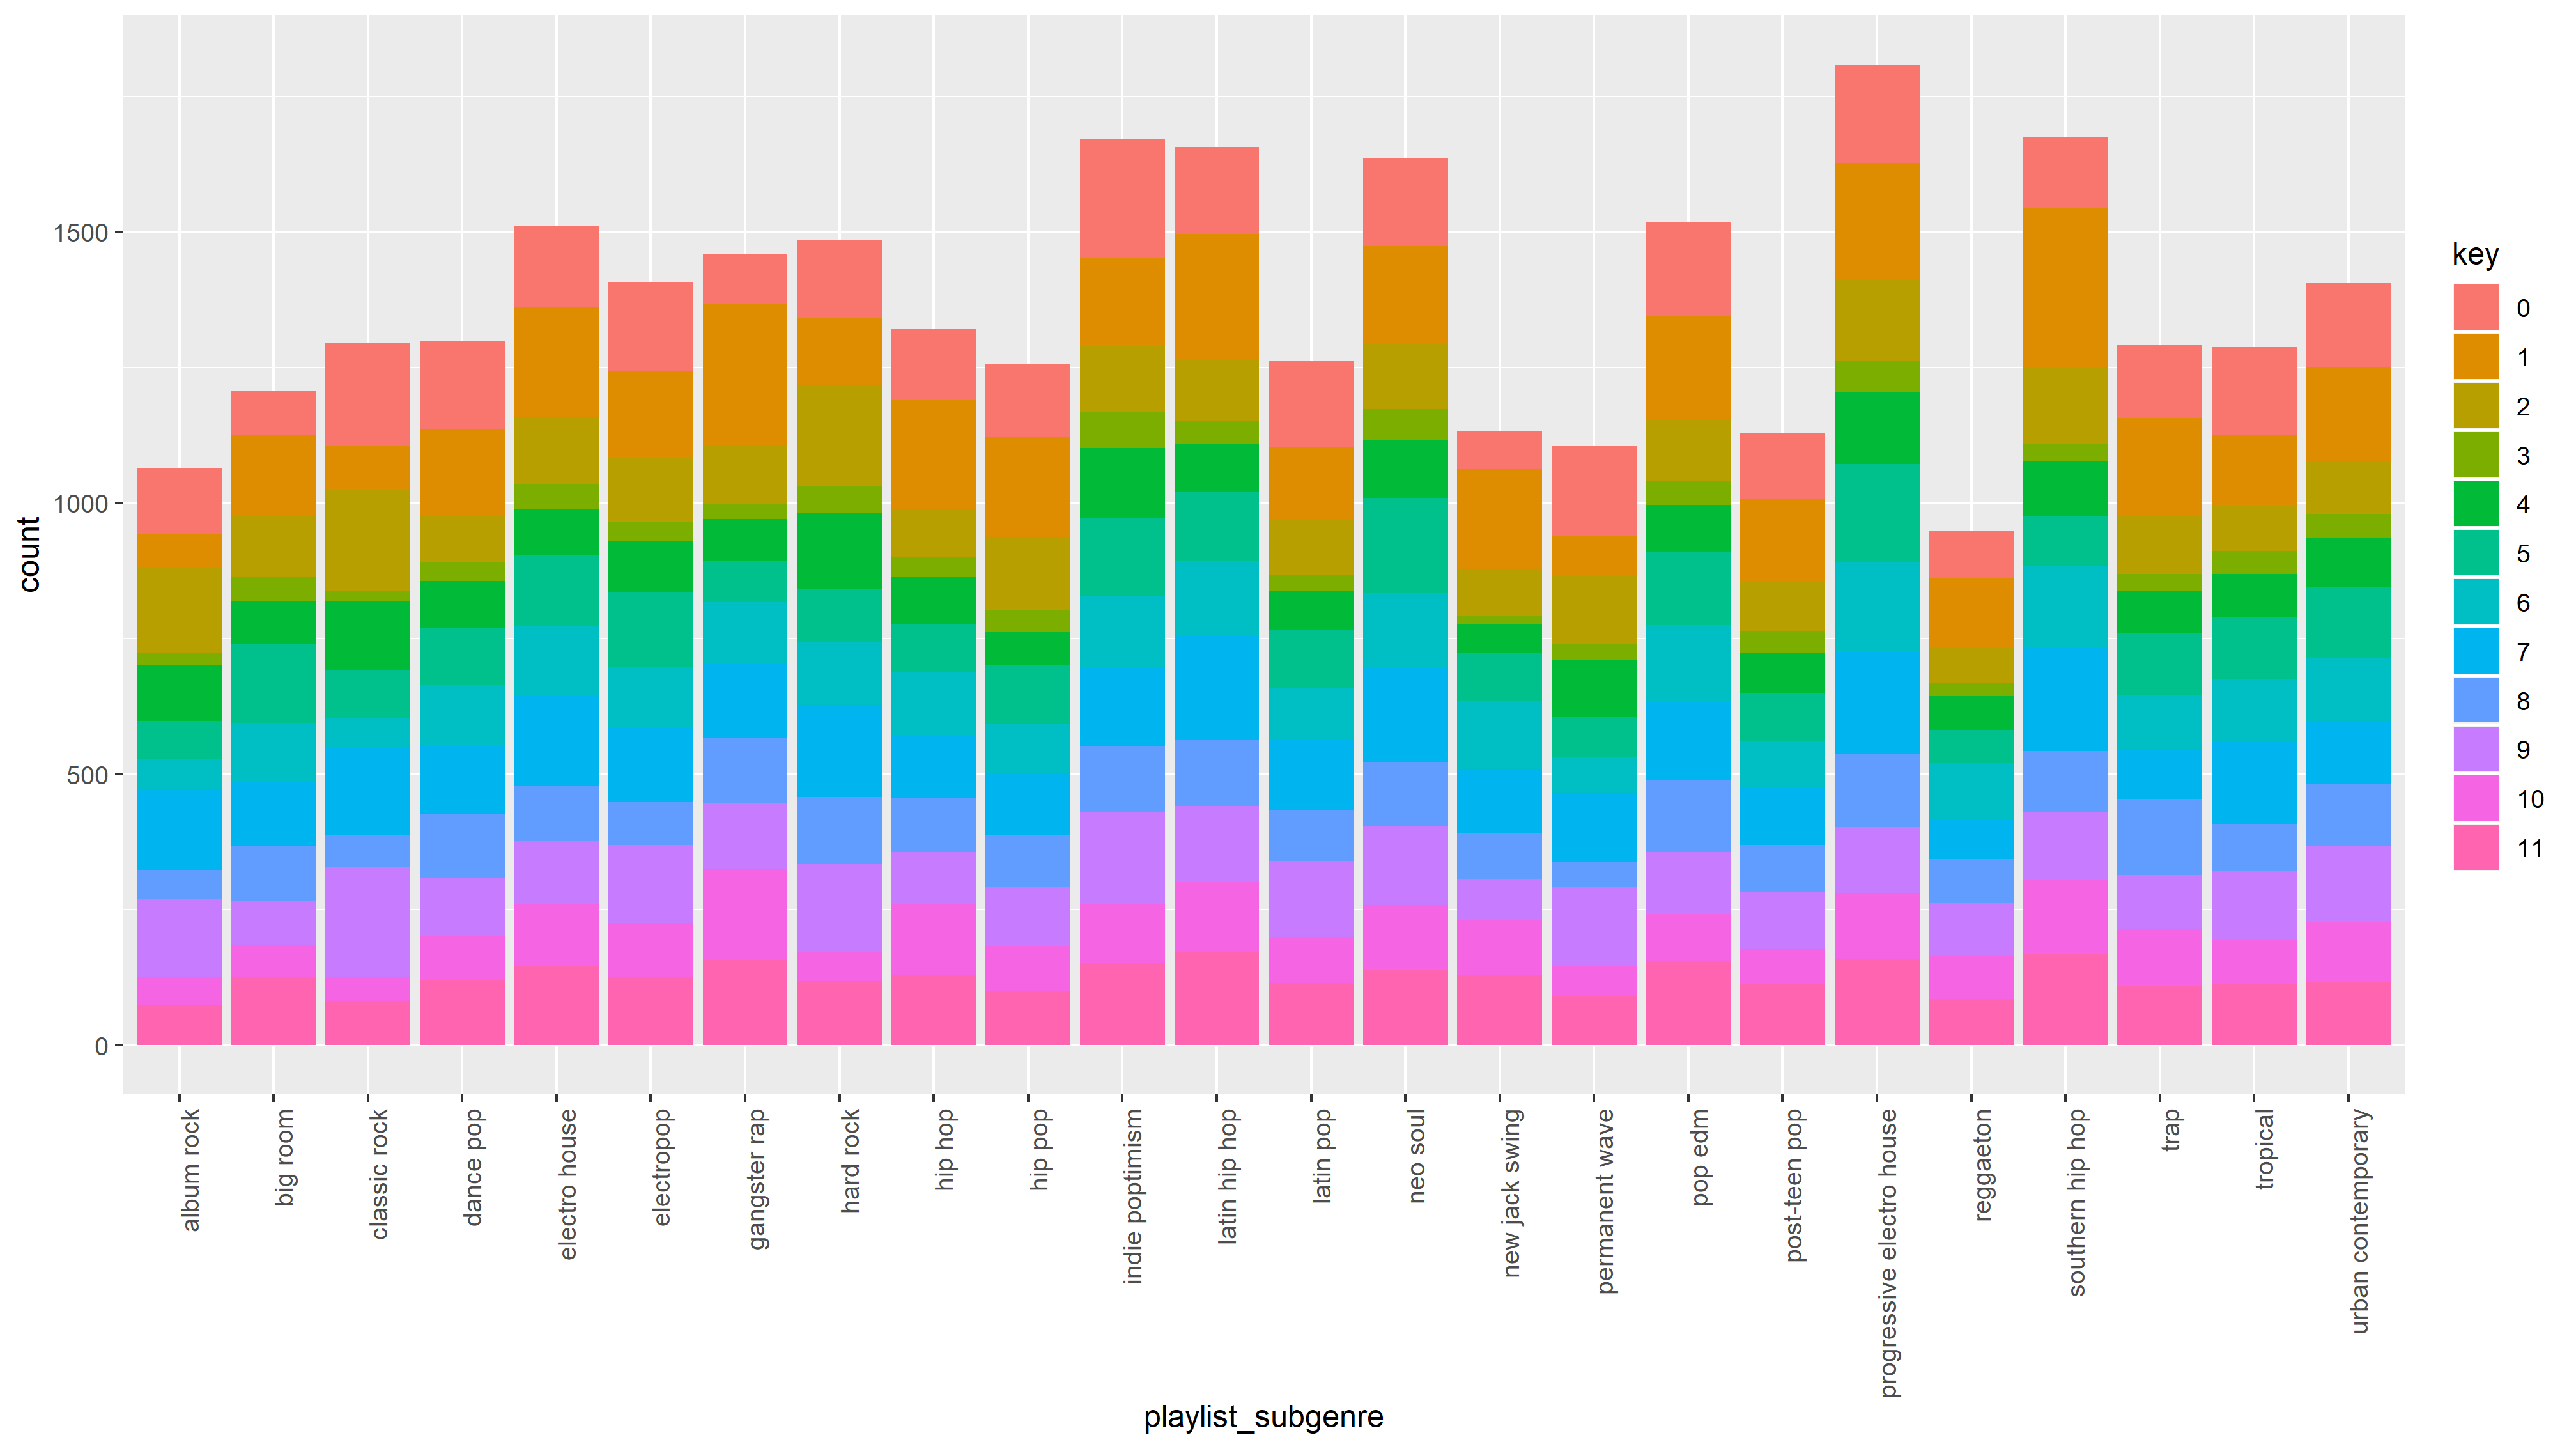 1500
1000
500
0
count
album rock
big room
classic rock
dance pop
electro house
electropop
gangster rap
hard rock
hip hop
hip pop
indie poptimism
latin hip hop
latin pop
neo soul
new jack swing
permanent wave
pop edm
post-teen pop
progressive electro house
reggaeton
southern hip hop
trap
tropical
urban contemporary
playlist_subgenre
key
0
1
2
3
4
5
6
7
8
9
10
11